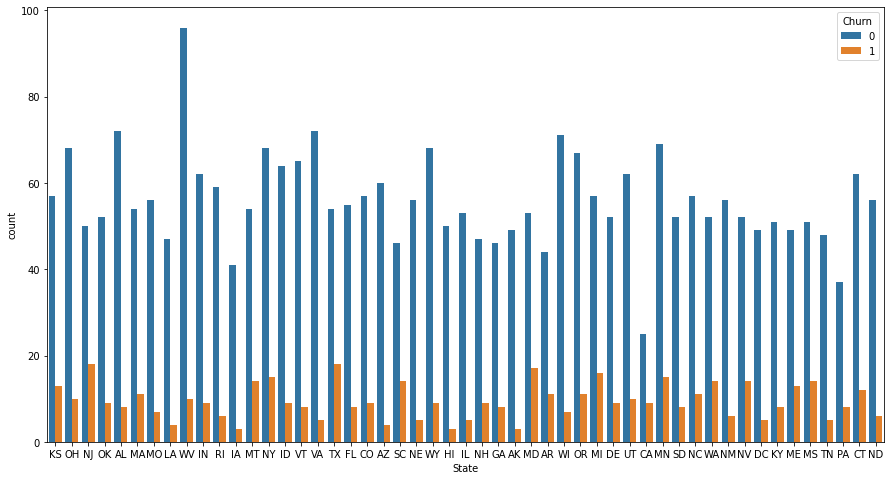 100
80
60
40
20
0
count
Churn
0
1
KS OH NJ OK AL MA MO LA WV IN RI IA MT NY ID VT VA TX FL CO AZ SC NE WY HI IL NH GA AK MD AR WI OR MI DE UT CA MN SD NC WA NM NV DC KY ME MS TN PA CT ND
State